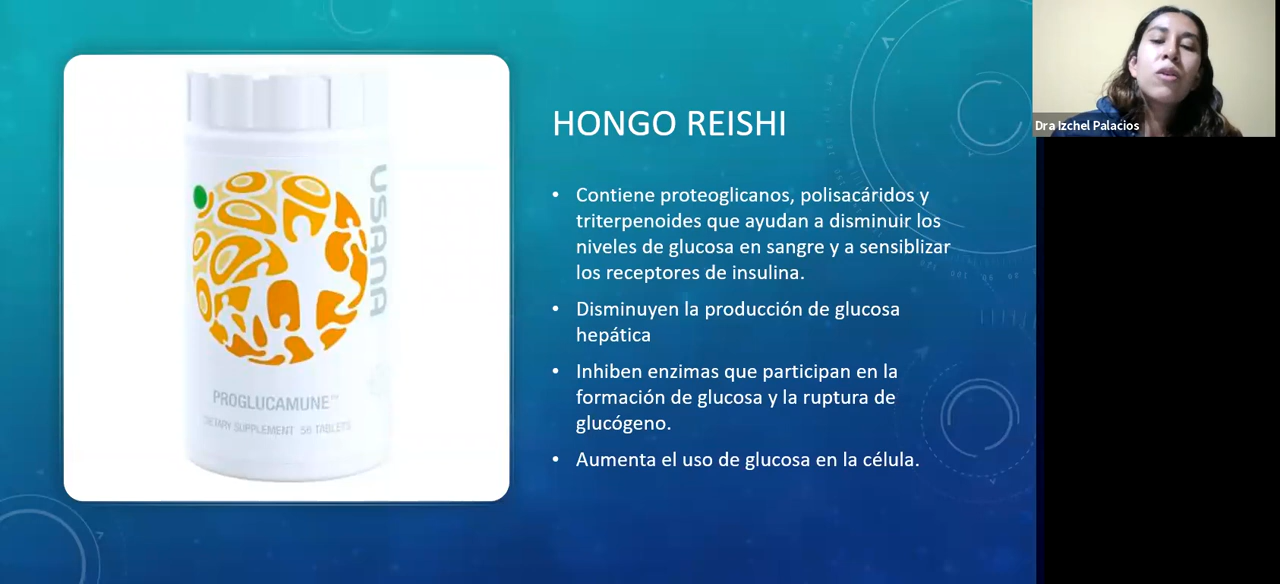 HONGO REISHI
• Contiene proteoglicanos, polisacáridos y
triterpenoides que ayudan a disminuir los
niveles de glucosa en sangre y a sensiblizar
los receptores de insulina.
• Disminuyen la producción de glucosa
hepática
• Inhiben enzimas que participan en la
formación de glucosa y la ruptura de
glucógeno.
• Aumenta el uso de glucosa en la célula.
USANA
PROGLUCAMUNE™
DIETARY SUPPLEMENT 56 TABLETS
Dra Izchel Palacios